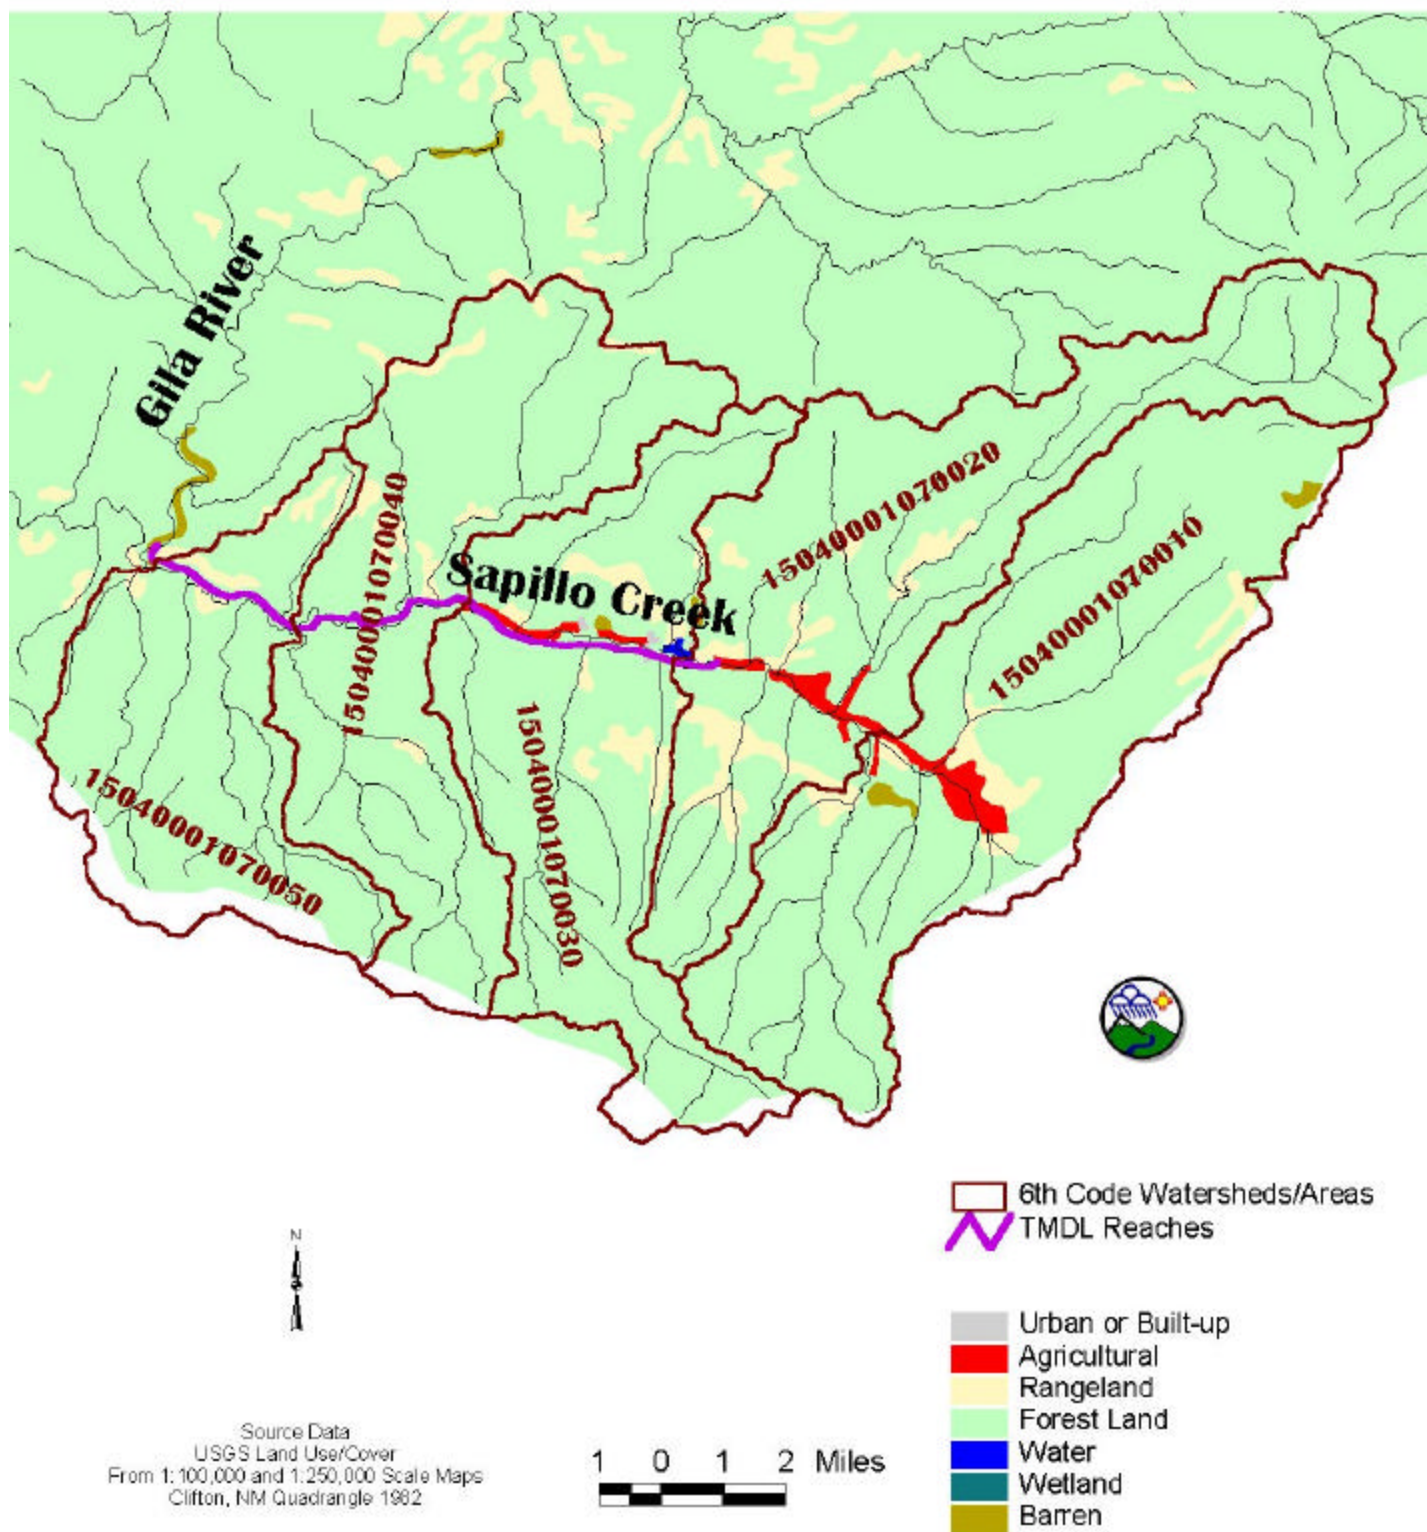 Gila River
Sapillo Creek
15040001070020
15040001070010
15040001070040
15040001070030
15040001070050
6th Code Watersheds/Areas
TMDL Reaches
N
Urban or Built-up
Agricultural
Rangeland
Forest Land
Water
Wetland
Barren
Source Data
USGS Land Use/Cover
From 1:100,000 and 1:250,000 Scale Maps
Clifton, NM Quadrangle 1982
1 0 1 2 Miles